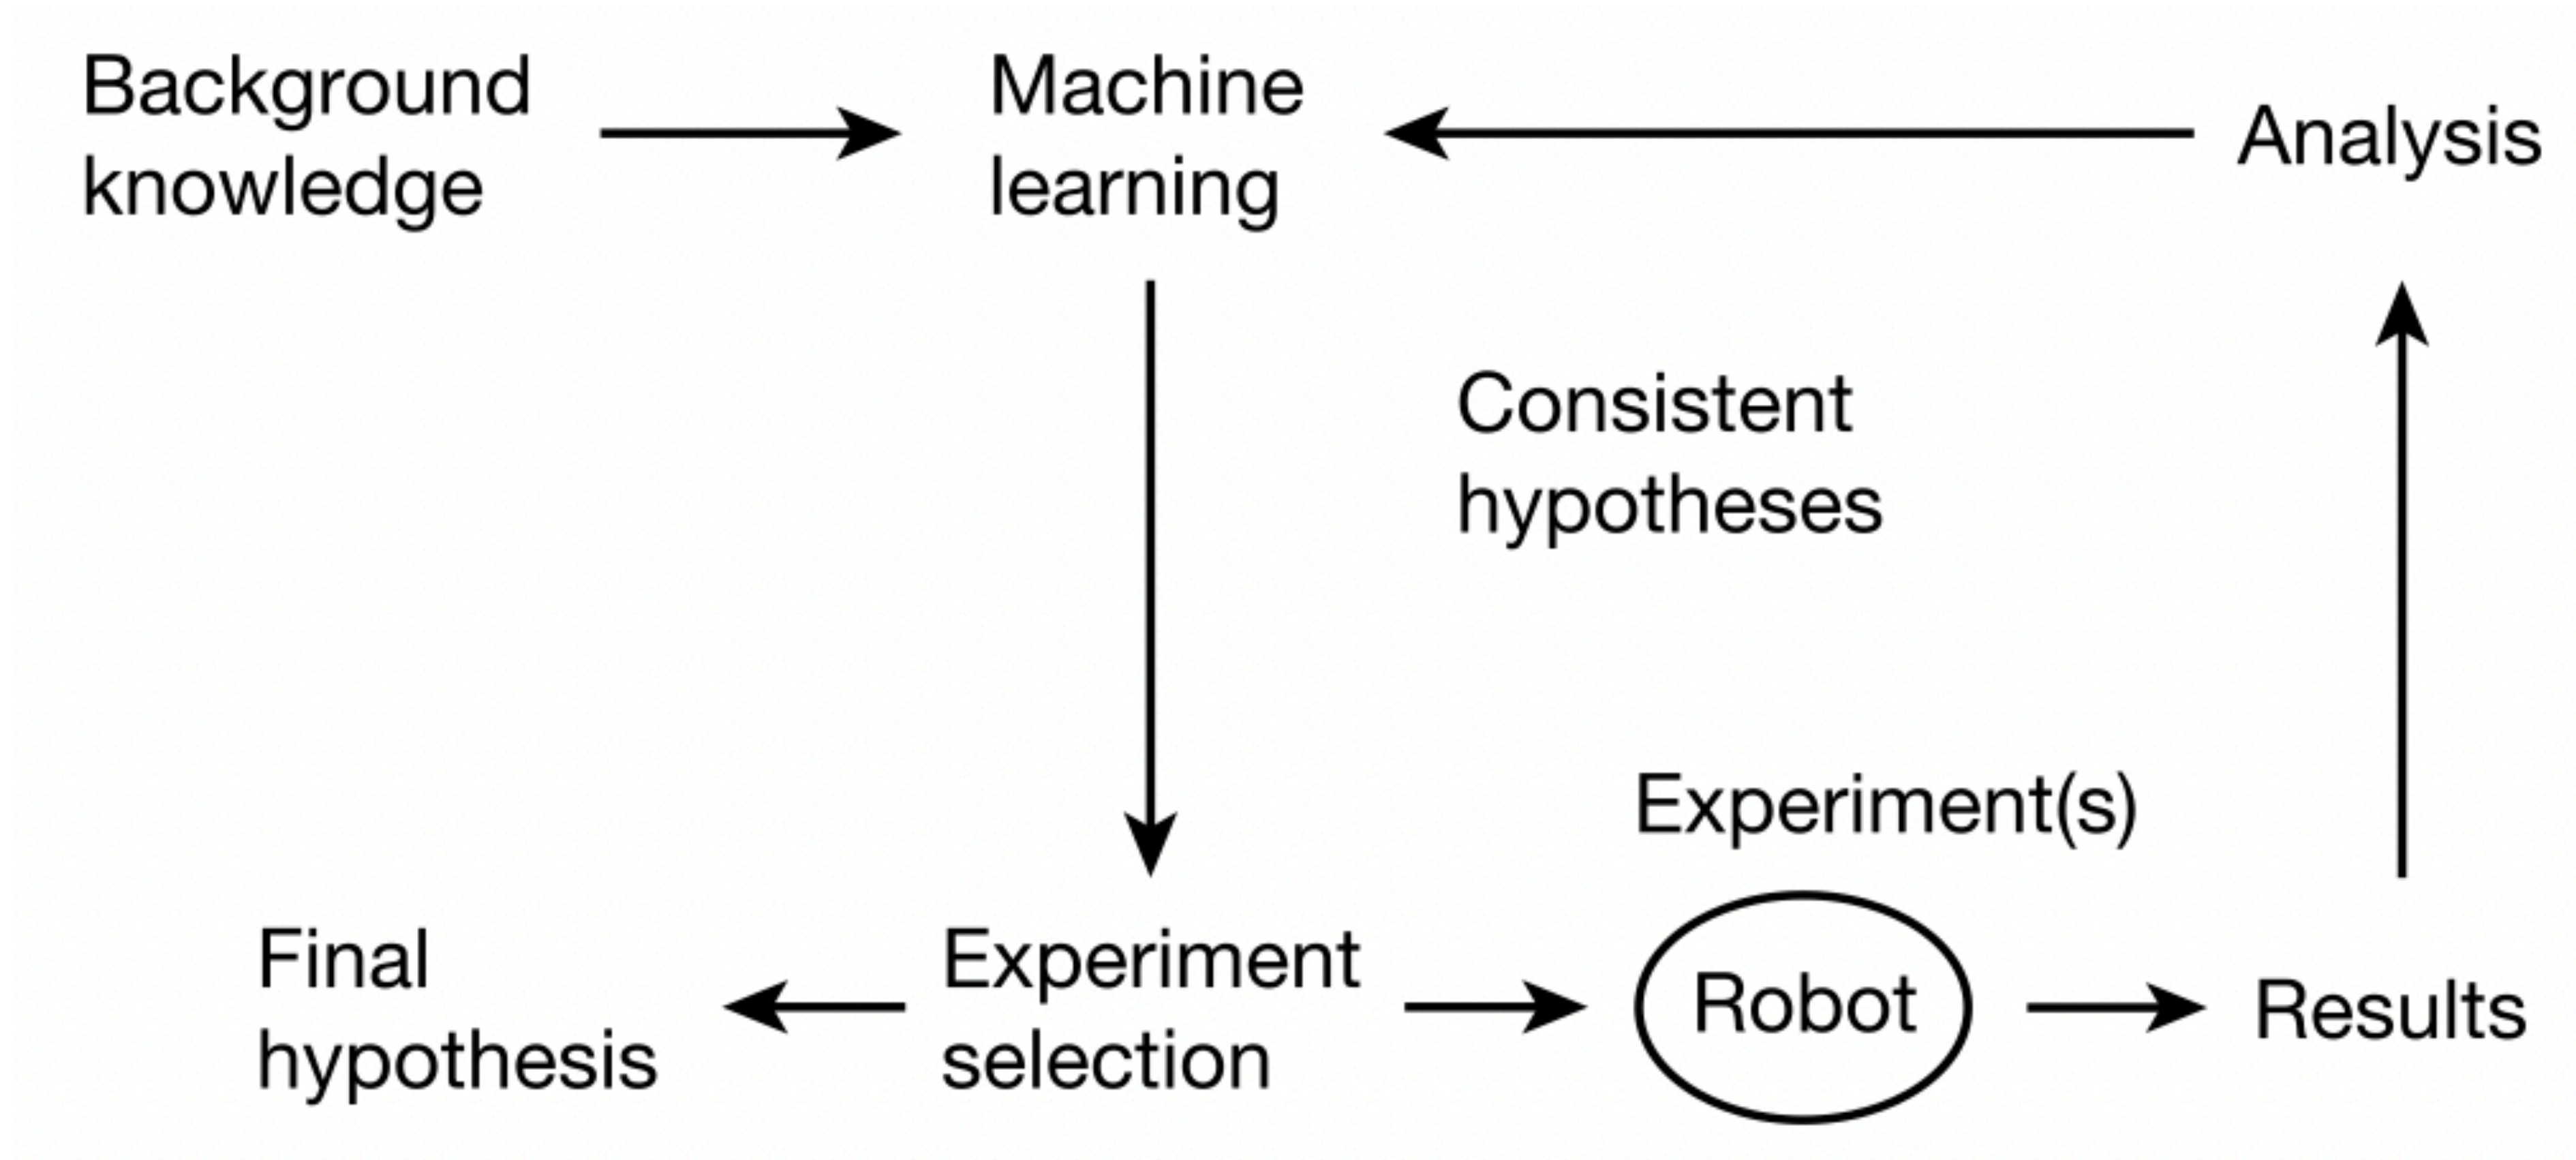 Background
knowledge
Machine
learning
Analysis
Consistent
hypotheses
Experiment(s)
Final
hypothesis
Experiment
selection
Robot
Results